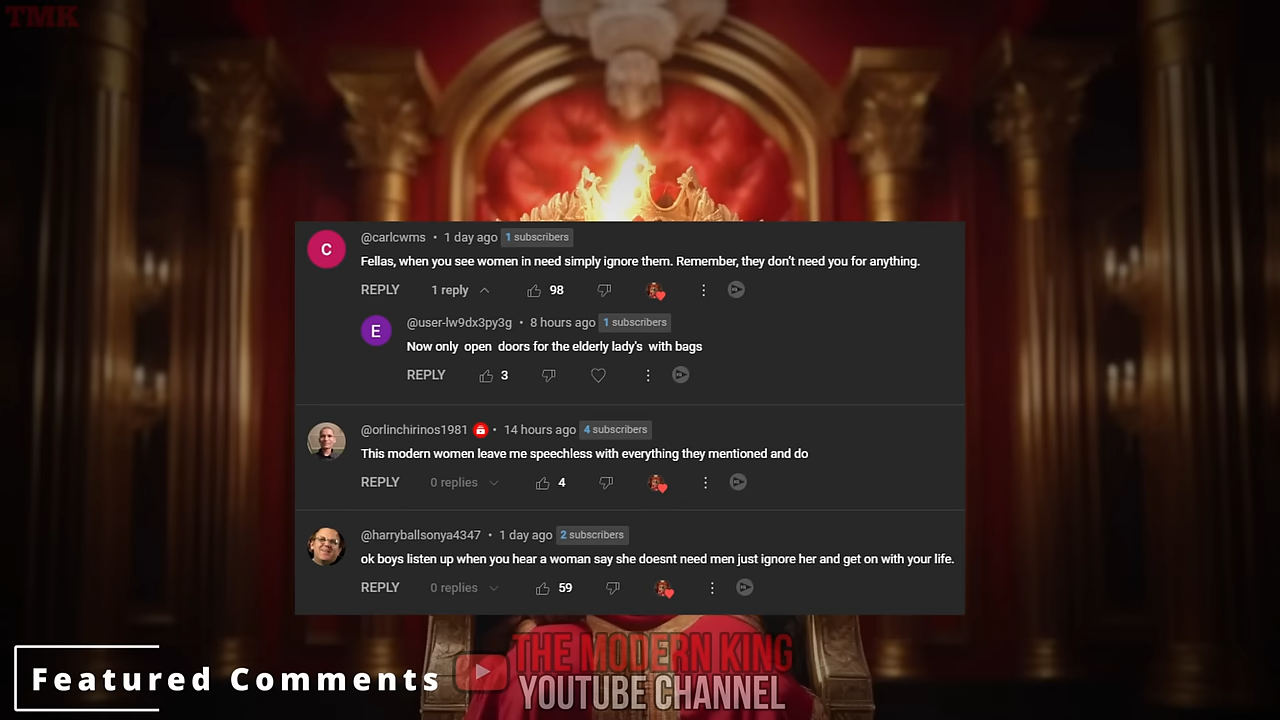 TMK
C
@carlcwms • 1 day ago 1 subscribers
Fellas, when you see women in need simply ignore them. Remember, they don't need you for anything.
REPLY 1 reply 98
E
@user-lw9dx3py3g • 8 hours ago 1 subscribers
Now only open doors for the elderly lady's with bags
REPLY 3
@orlinchirinos1981 • 14 hours ago 4 subscribers
This modern women leave me speechless with everything they mentioned and do
REPLY 0 replies 4
@harryballsonya4347 • 1 day ago 2 subscribers
ok boys listen up when you hear a woman say she doesnt need men just ignore her and get on with your life.
REPLY 0 replies 59
Featured Comments
THE MODERN KING
YOUTUBE CHANNEL